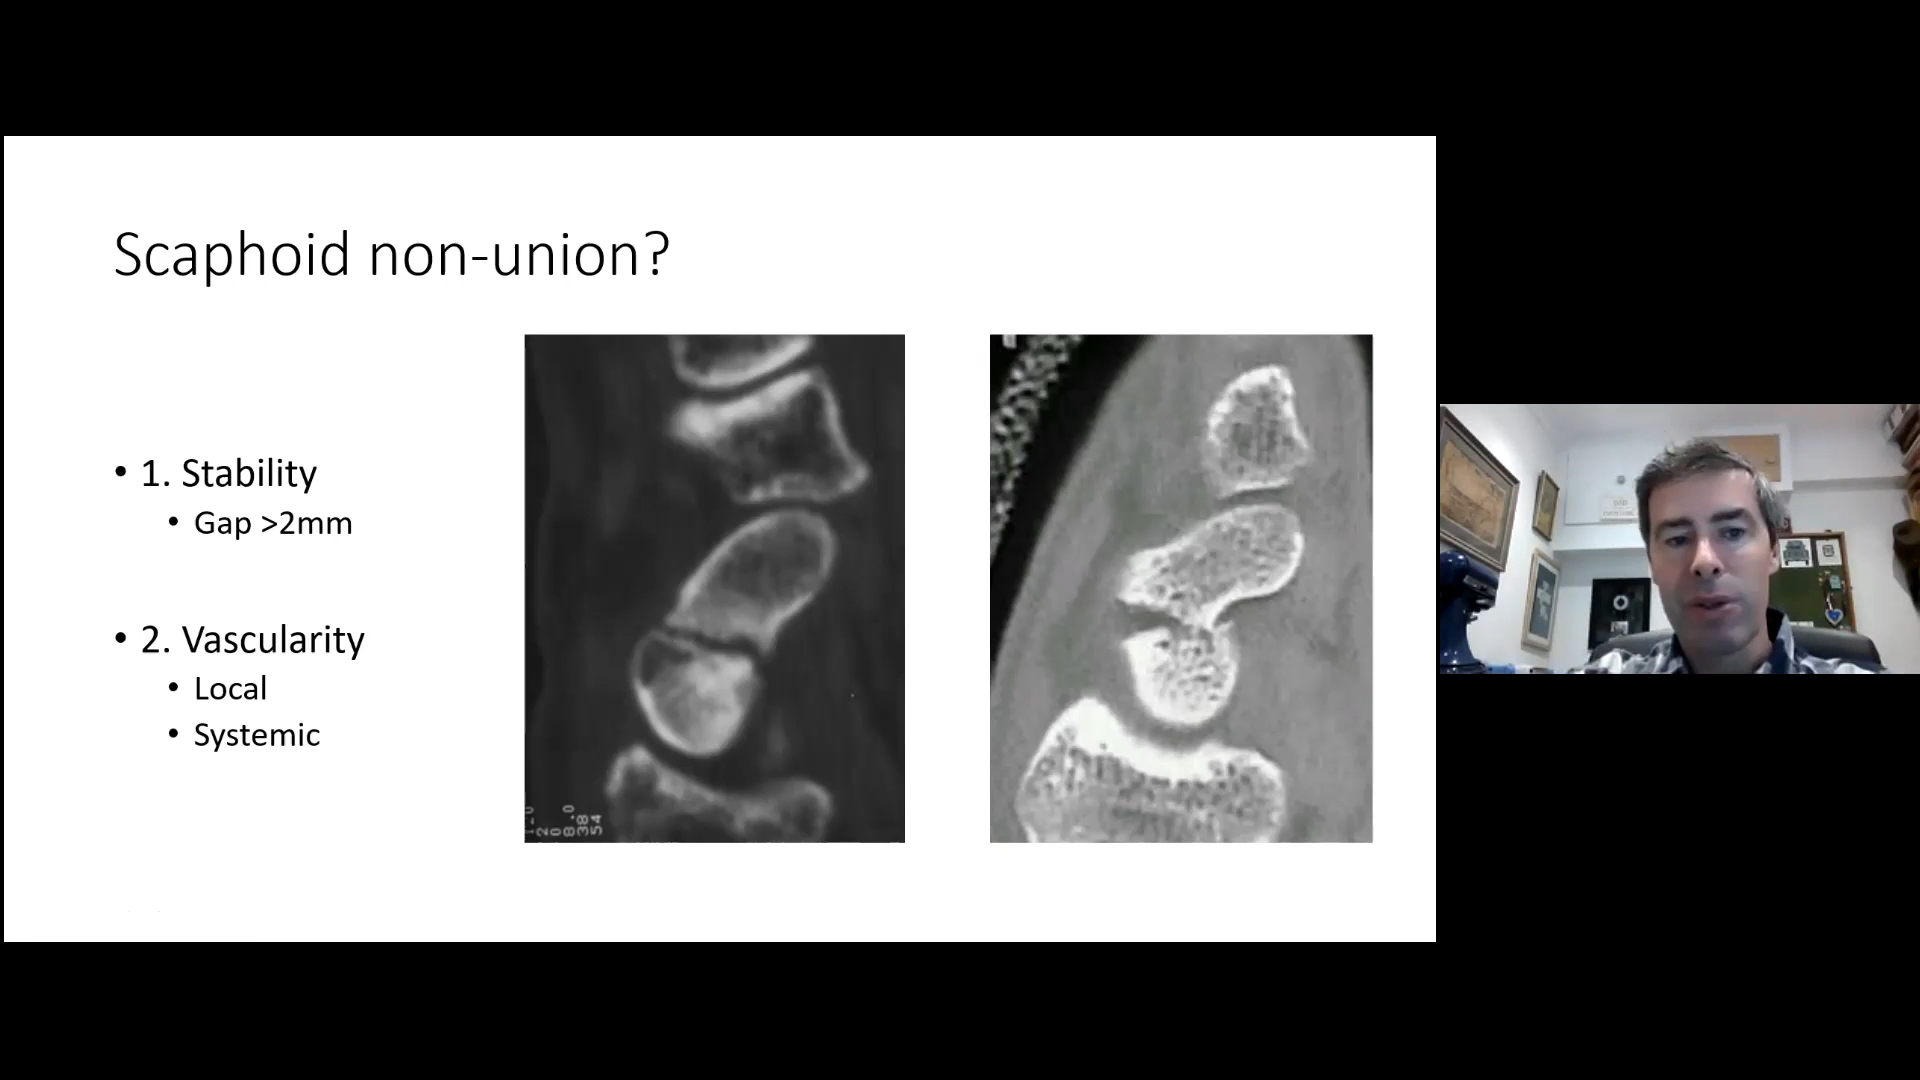 Scaphoid non-union?
• 1. Stability
• Gap >2mm
• 2. Vascularity
• Local
• Systemic